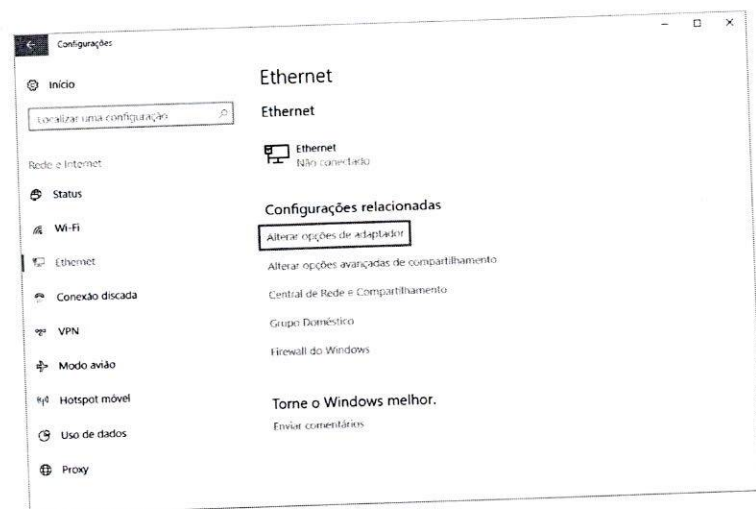 Configurações
Início
Localizar uma configuração
Rede e Internet
Status
Wi-Fi
Ethernet
Conexão discada
VPN
Modo avião
Hotspot móvel
Uso de dados
Proxy
Ethernet
Ethernet
Ethernet
Não conectado
Configurações relacionadas
Alterar opções de adaptador
Alterar opções avançadas de compartilhamento
Central de Rede e Compartilhamento
Grupo Doméstico
Firewall do Windows
Torne o Windows melhor.
Enviar comentários